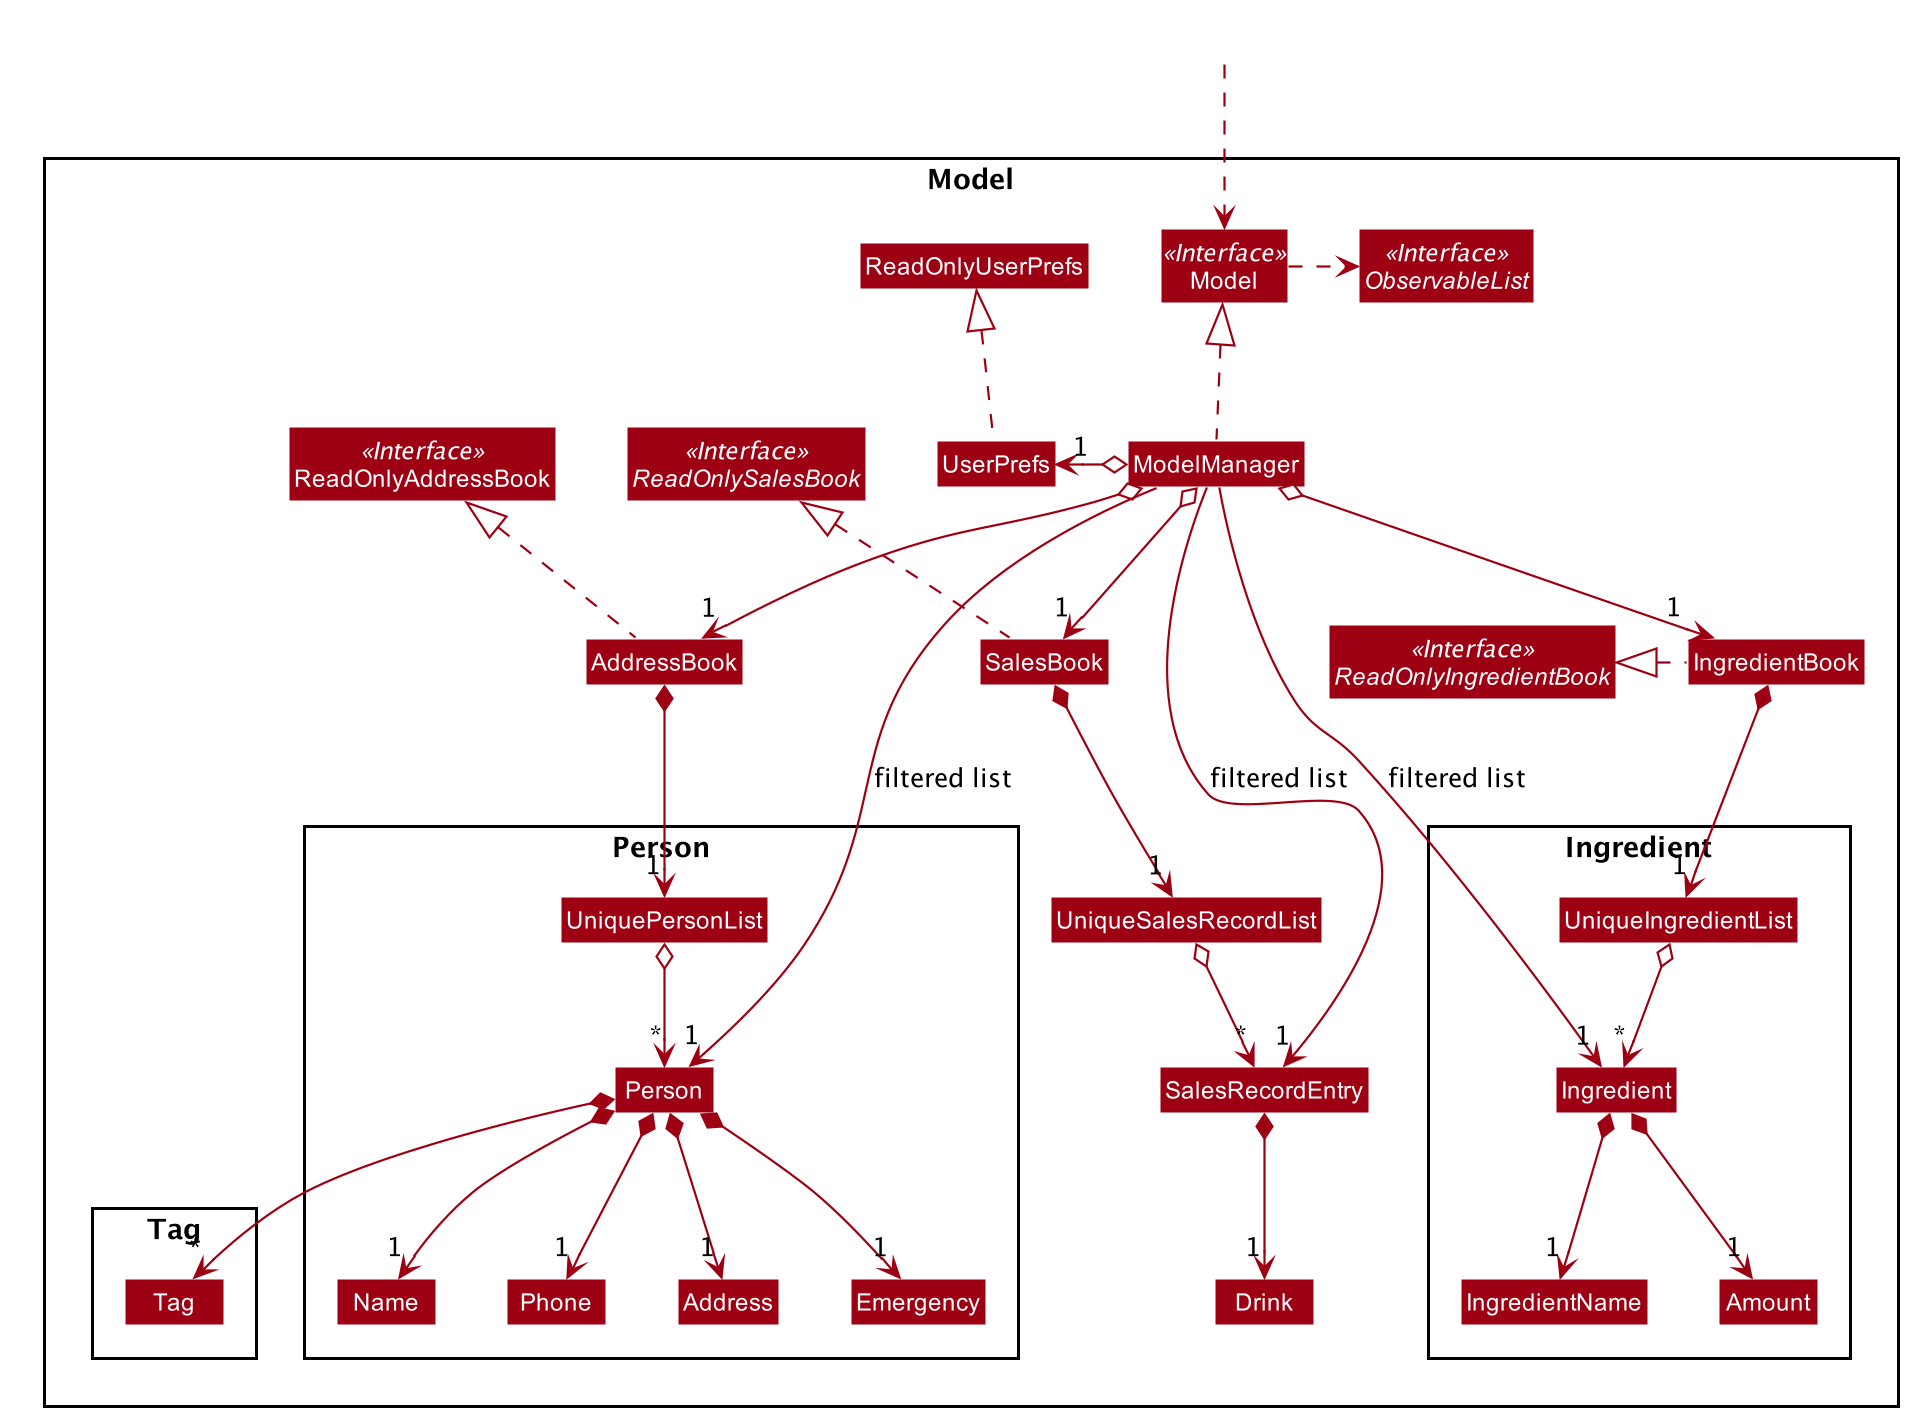 Model
ReadOnlyUserPrefs
«Interface»
Model
«Interface»
ObservableList
«Interface»
ReadOnlyAddressBook
«Interface»
ReadOnlySalesBook
UserPrefs
1
ModelManager
1
1
1
AddressBook
SalesBook
«Interface»
ReadOnlyIngredientBook
IngredientBook
filtered list
filtered list
filtered list
Person
Ingredient
1
1
1
UniquePersonList
UniqueSalesRecordList
UniqueIngredientList
*
1
*
1
1
*
Person
SalesRecordEntry
Ingredient
Tag
*
1
1
1
1
1
1
1
Tag
Name
Phone
Address
Emergency
Drink
IngredientName
Amount